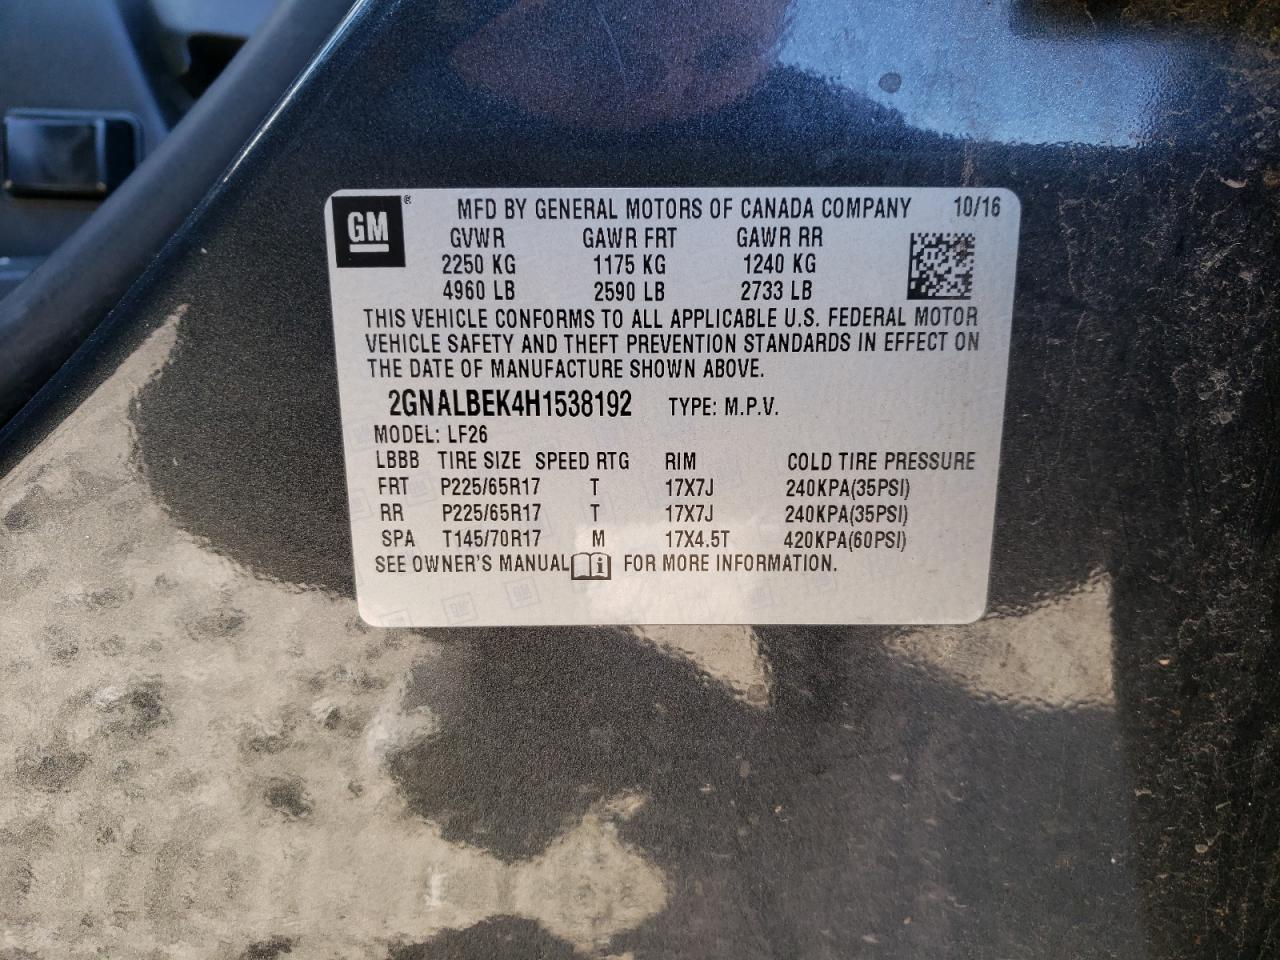 GM® MFD BY GENERAL MOTORS OF CANADA COMPANY 10/16
GVWR GAWR FRT GAWR RR
2250 KG 1175 KG 1240 KG
4960 LB 2590 LB 2733 LB
THIS VEHICLE CONFORMS TO ALL APPLICABLE U.S. FEDERAL MOTOR
VEHICLE SAFETY AND THEFT PREVENTION STANDARDS IN EFFECT ON
THE DATE OF MANUFACTURE SHOWN ABOVE.
2GNALBEK4H1538192 TYPE: M.P.V.
MODEL: LF26
LBBB TIRE SIZE SPEED RTG RIM COLD TIRE PRESSURE
FRT P225/65R17 T 17X7J 240KPA(35PSI)
RR P225/65R17 T 17X7J 240KPA(35PSI)
SPA T145/70R17 M 17X4.5T 420KPA(60PSI)
SEE OWNER'S MANUAL i FOR MORE INFORMATION.